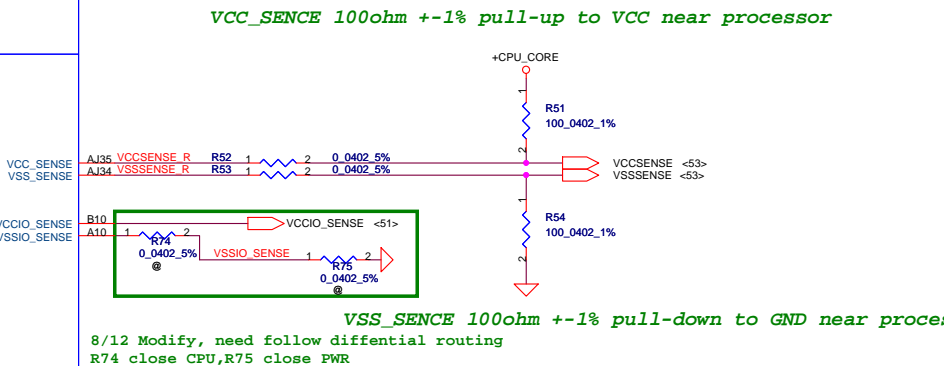 VCC_SENCE 100ohm +-1% pull-up to VCC near processor
+CPU_CORE
1
R51
100_0402_1%
2
VCC_SENSE AJ35 VCCSENSE_R R52 1 2 0_0402_5% VCCSENSE <53>
VSS_SENSE AJ34 VSSSENSE_R R53 1 2 0_0402_5% VSSSENSE <53>
1
R54
100_0402_1%
2
VCCIO_SENSE B10 VCCIO_SENSE <51>
VSSIO_SENSE A10 1 2
R74
0_0402_5%
@
VSSIO_SENSE 1 2
R75
0_0402_5%
@
VSS_SENCE 100ohm +-1% pull-down to GND near proces
8/12 Modify, need follow diffential routing
R74 close CPU,R75 close PWR